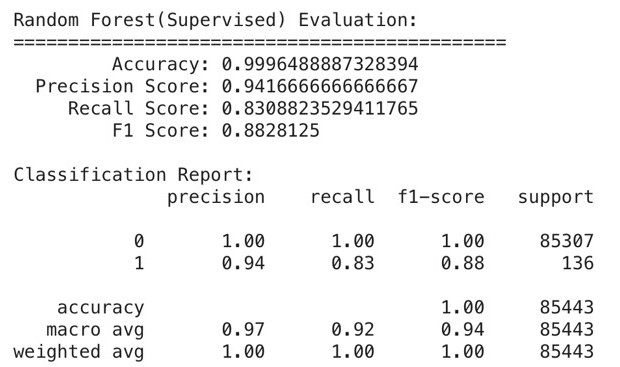 Random Forest(Supervised) Evaluation:
=============================================
Accuracy: 0.9996488887328394
Precision Score: 0.9416666666666667
Recall Score: 0.8308823529411765
F1 Score: 0.8828125
Classification Report:
precision recall f1-score support
0 1.00 1.00 1.00 85307
1 0.94 0.83 0.88 136
accuracy 1.00 85443
macro avg 0.97 0.92 0.94 85443
weighted avg 1.00 1.00 1.00 85443